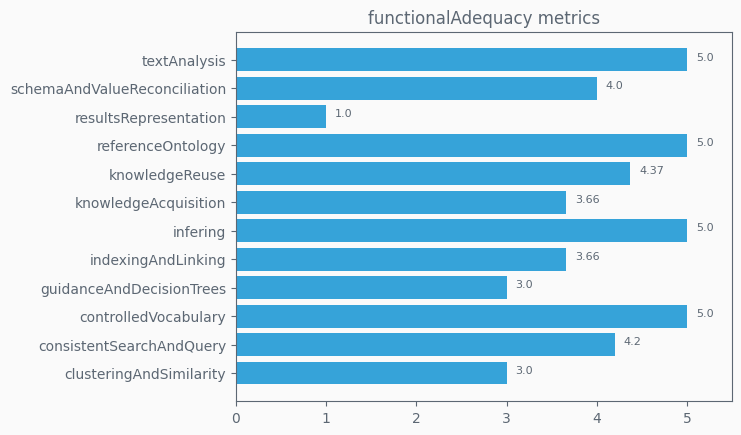 functionalAdequacy metrics
textAnalysis 5.0
schemaAndValueReconciliation 4.0
resultsRepresentation 1.0
referenceOntology 5.0
knowledgeReuse 4.37
knowledgeAcquisition 3.66
infering 5.0
indexingAndLinking 3.66
guidanceAndDecisionTrees 3.0
controlledVocabulary 5.0
consistentSearchAndQuery 4.2
clusteringAndSimilarity 3.0
0 1 2 3 4 5